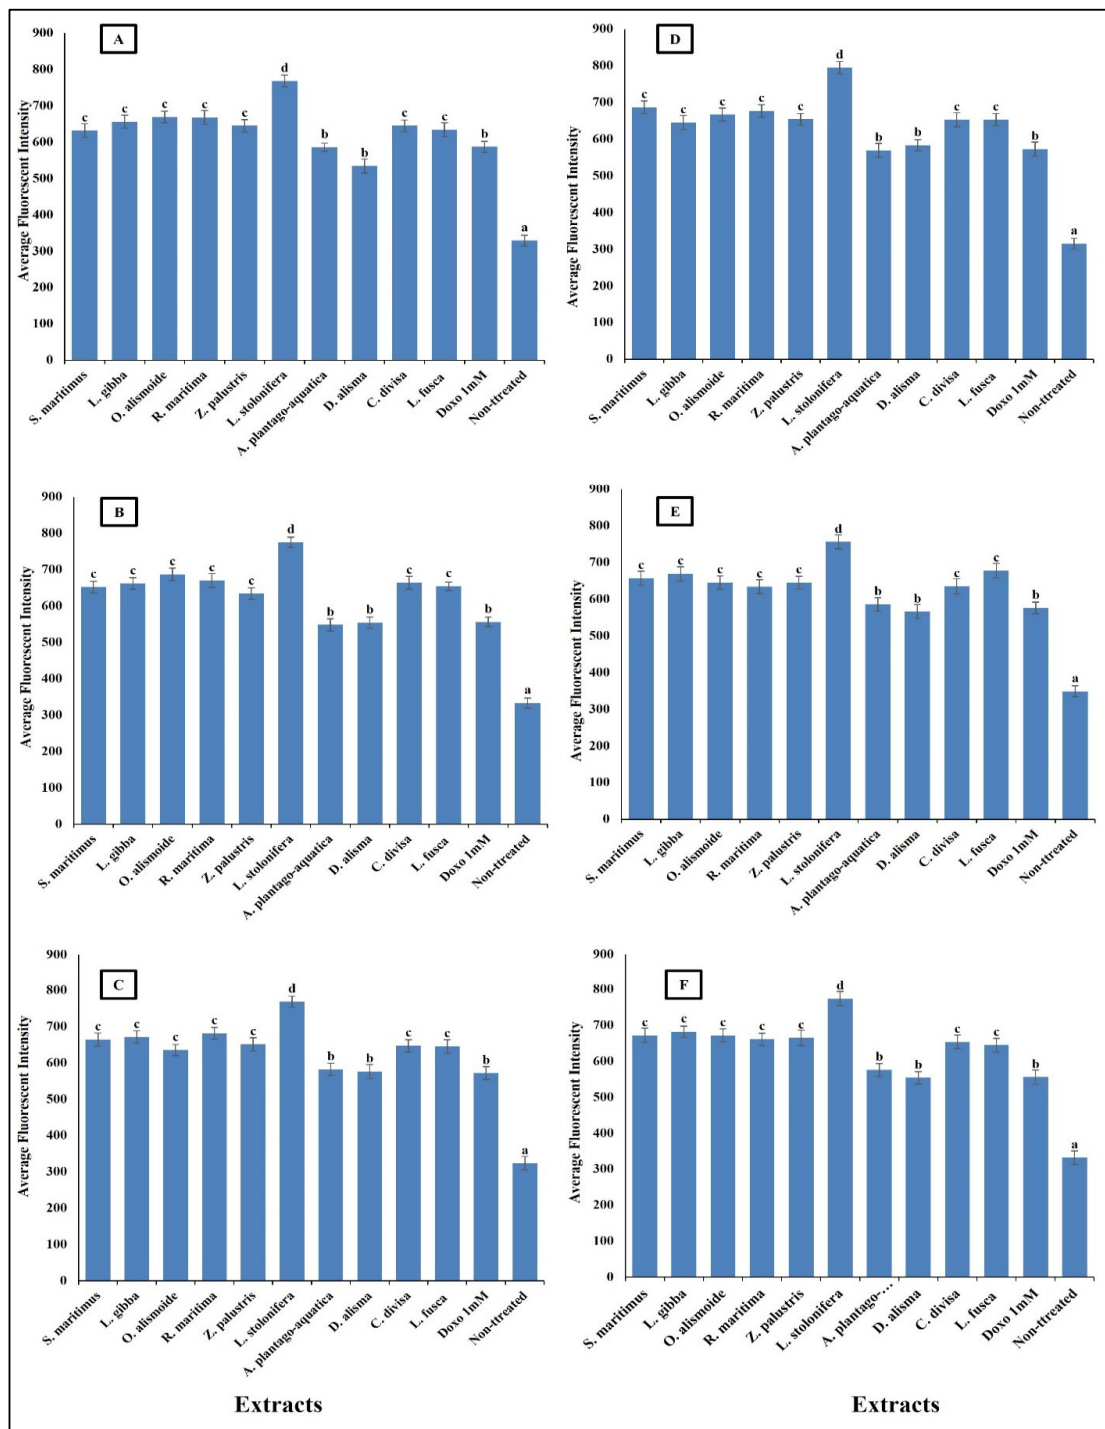 A
Average Fluorescent Intensity
900
800
700
600
500
400
300
200
100
0
c
c
c
c
c
d
b
b
c
c
b
a
S. maritimus
L. gibba
O. alismoide
R. maritima
Z. palustris
L. stolonifera
A. plantago-aquatica
D. alisma
C. divisa
L. fusca
Doxo 1mM
Non-ttreated
D
Average Fluorescent Intensity
900
800
700
600
500
400
300
200
100
0
c
c
c
c
c
d
b
b
c
c
b
a
S. maritimus
L. gibba
O. alismoide
R. maritima
Z. palustris
L. stolonifera
A. plantago-aquatica
D. alisma
C. divisa
L. fusca
Doxo 1mM
Non-ttreated
B
Average Fluorescent Intensity
900
800
700
600
500
400
300
200
100
0
c
c
c
c
c
d
b
b
c
c
b
a
S. maritimus
L. gibba
O. alismoide
R. maritima
Z. palustris
L. stolonifera
A. plantago-aquatica
D. alisma
C. divisa
L. fusca
Doxo 1mM
Non-ttreated
E
Average Fluorescent Intensity
900
800
700
600
500
400
300
200
100
0
c
c
c
c
c
d
b
b
c
c
b
a
S. maritimus
L. gibba
O. alismoide
R. maritima
Z. palustris
L. stolonifera
A. plantago-aquatica
D. alisma
C. divisa
L. fusca
Doxo 1mM
Non-ttreated
C
Average Fluorescent Intensity
900
800
700
600
500
400
300
200
100
0
c
c
c
c
c
d
b
b
c
c
b
a
S. maritimus
L. gibba
O. alismoide
R. maritima
Z. palustris
L. stolonifera
A. plantago-aquatica
D. alisma
C. divisa
L. fusca
Doxo 1mM
Non-ttreated
Extracts
F
Average Fluorescent Intensity
900
800
700
600
500
400
300
200
100
0
c
c
c
c
c
d
b
b
c
c
b
a
S. maritimus
L. gibba
O. alismoide
R. maritima
Z. palustris
L. stolonifera
A. plantago-...
D. alisma
C. divisa
L. fusca
Doxo 1mM
Non-ttreated
Extracts